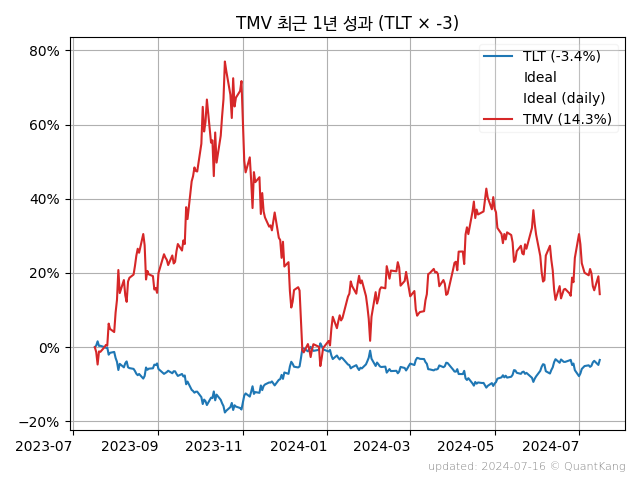 TMV 최근 1년 성과 (TLT × -3)
80%
60%
40%
20%
0%
−20%
TLT (-3.4%)
Ideal
Ideal (daily)
TMV (14.3%)
2023-07 2023-09 2023-11 2024-01 2024-03 2024-05 2024-07
updated: 2024-07-16 © QuantKang